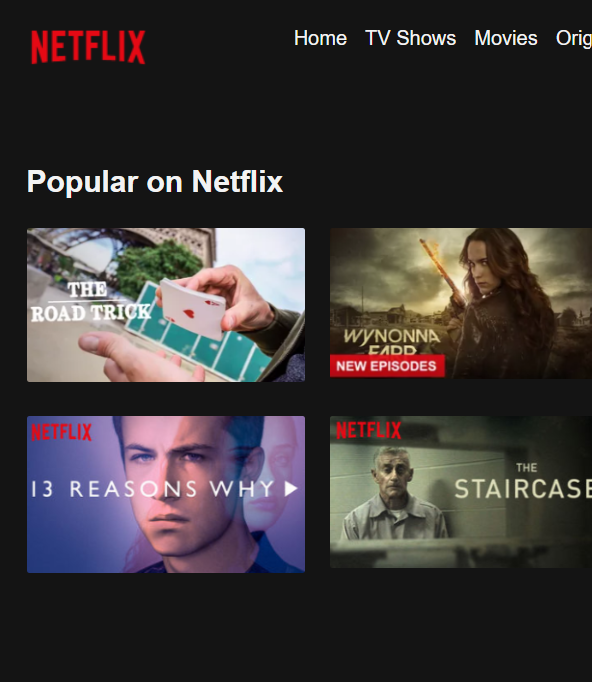 NETFLIX
Home TV Shows Movies Orig
Popular on Netflix
THE
ROAD TRICK
WYNONNA
EARP
NEW EPISODES
NETFLIX
13 REASONS WHY
NETFLIX
THE
STAIRCASE